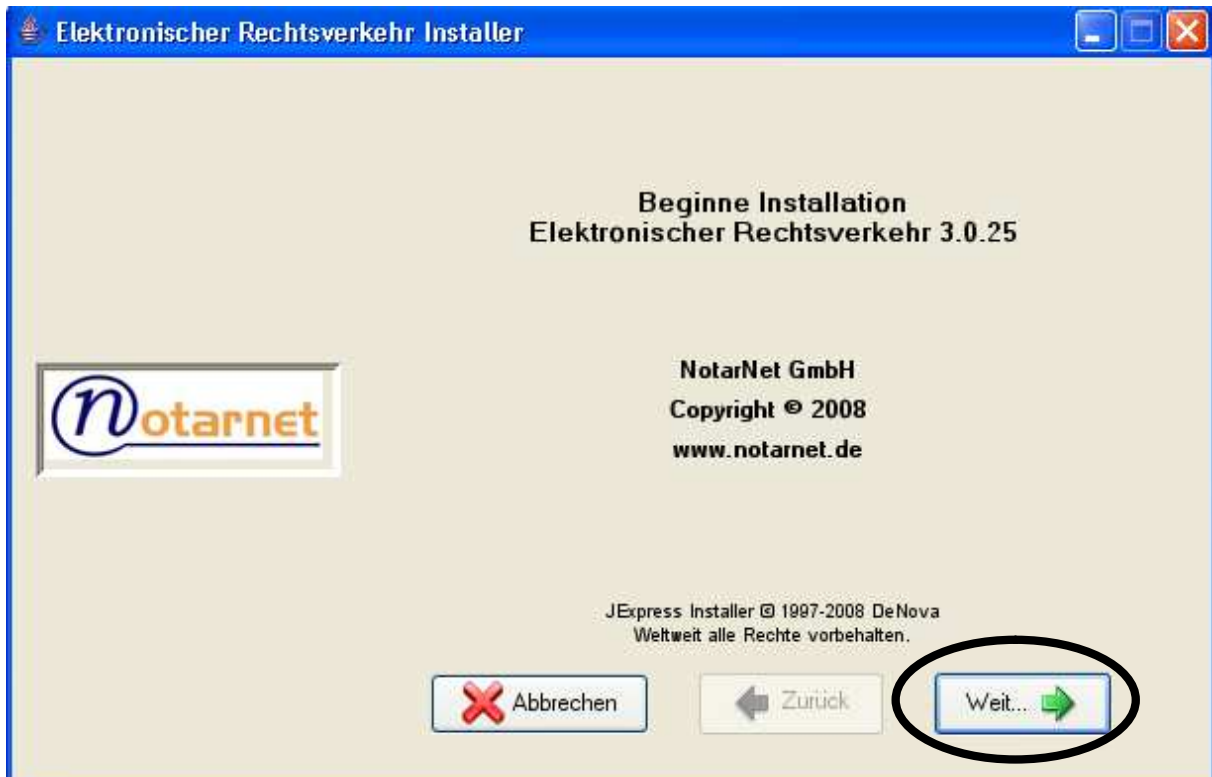 Elektronischer Rechtsverkehr Installer
Beginne Installation
Elektronischer Rechtsverkehr 3.0.25
notarnet
NotarNet GmbH
Copyright © 2008
www.notarnet.de
JExpress Installer © 1997-2008 DeNova
Weltweit alle Rechte vorbehalten.
Abbrechen
Zurück
Weit...